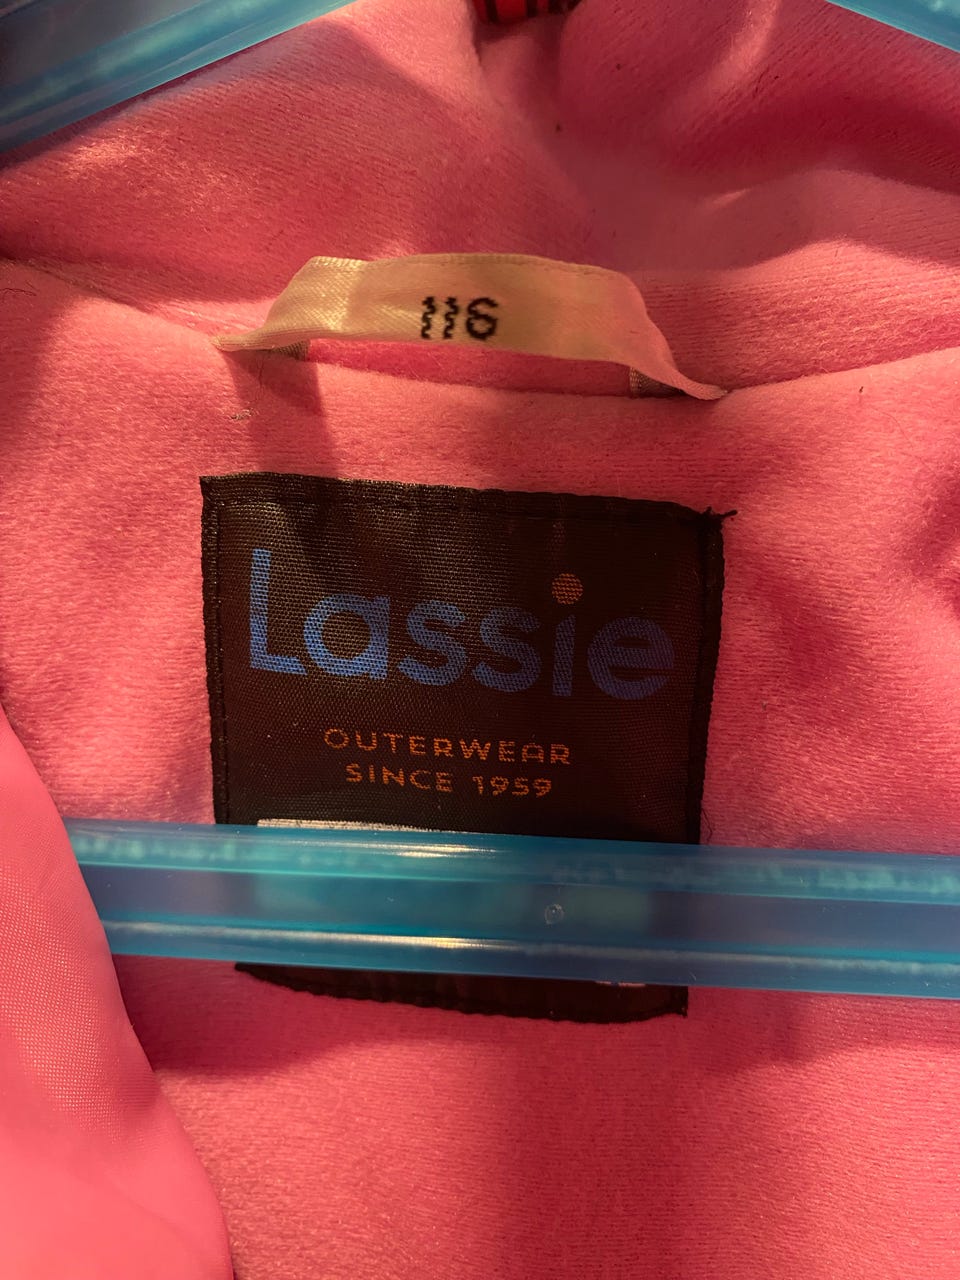 116
Lassie
OUTERWEAR
SINCE 1959